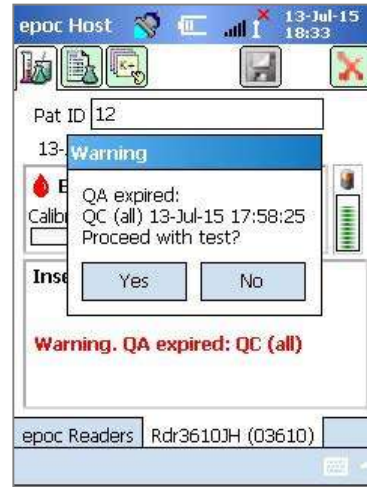 epoc Host
13-Jul-15
18:33
K+
Pat ID 12
13-
Warning
QA expired:
QC (all) 13-Jul-15 17:58:25
Proceed with test?
Yes No
Calib
Inse
Warning. QA expired: QC (all)
epoc Readers Rdr3610JH (03610)